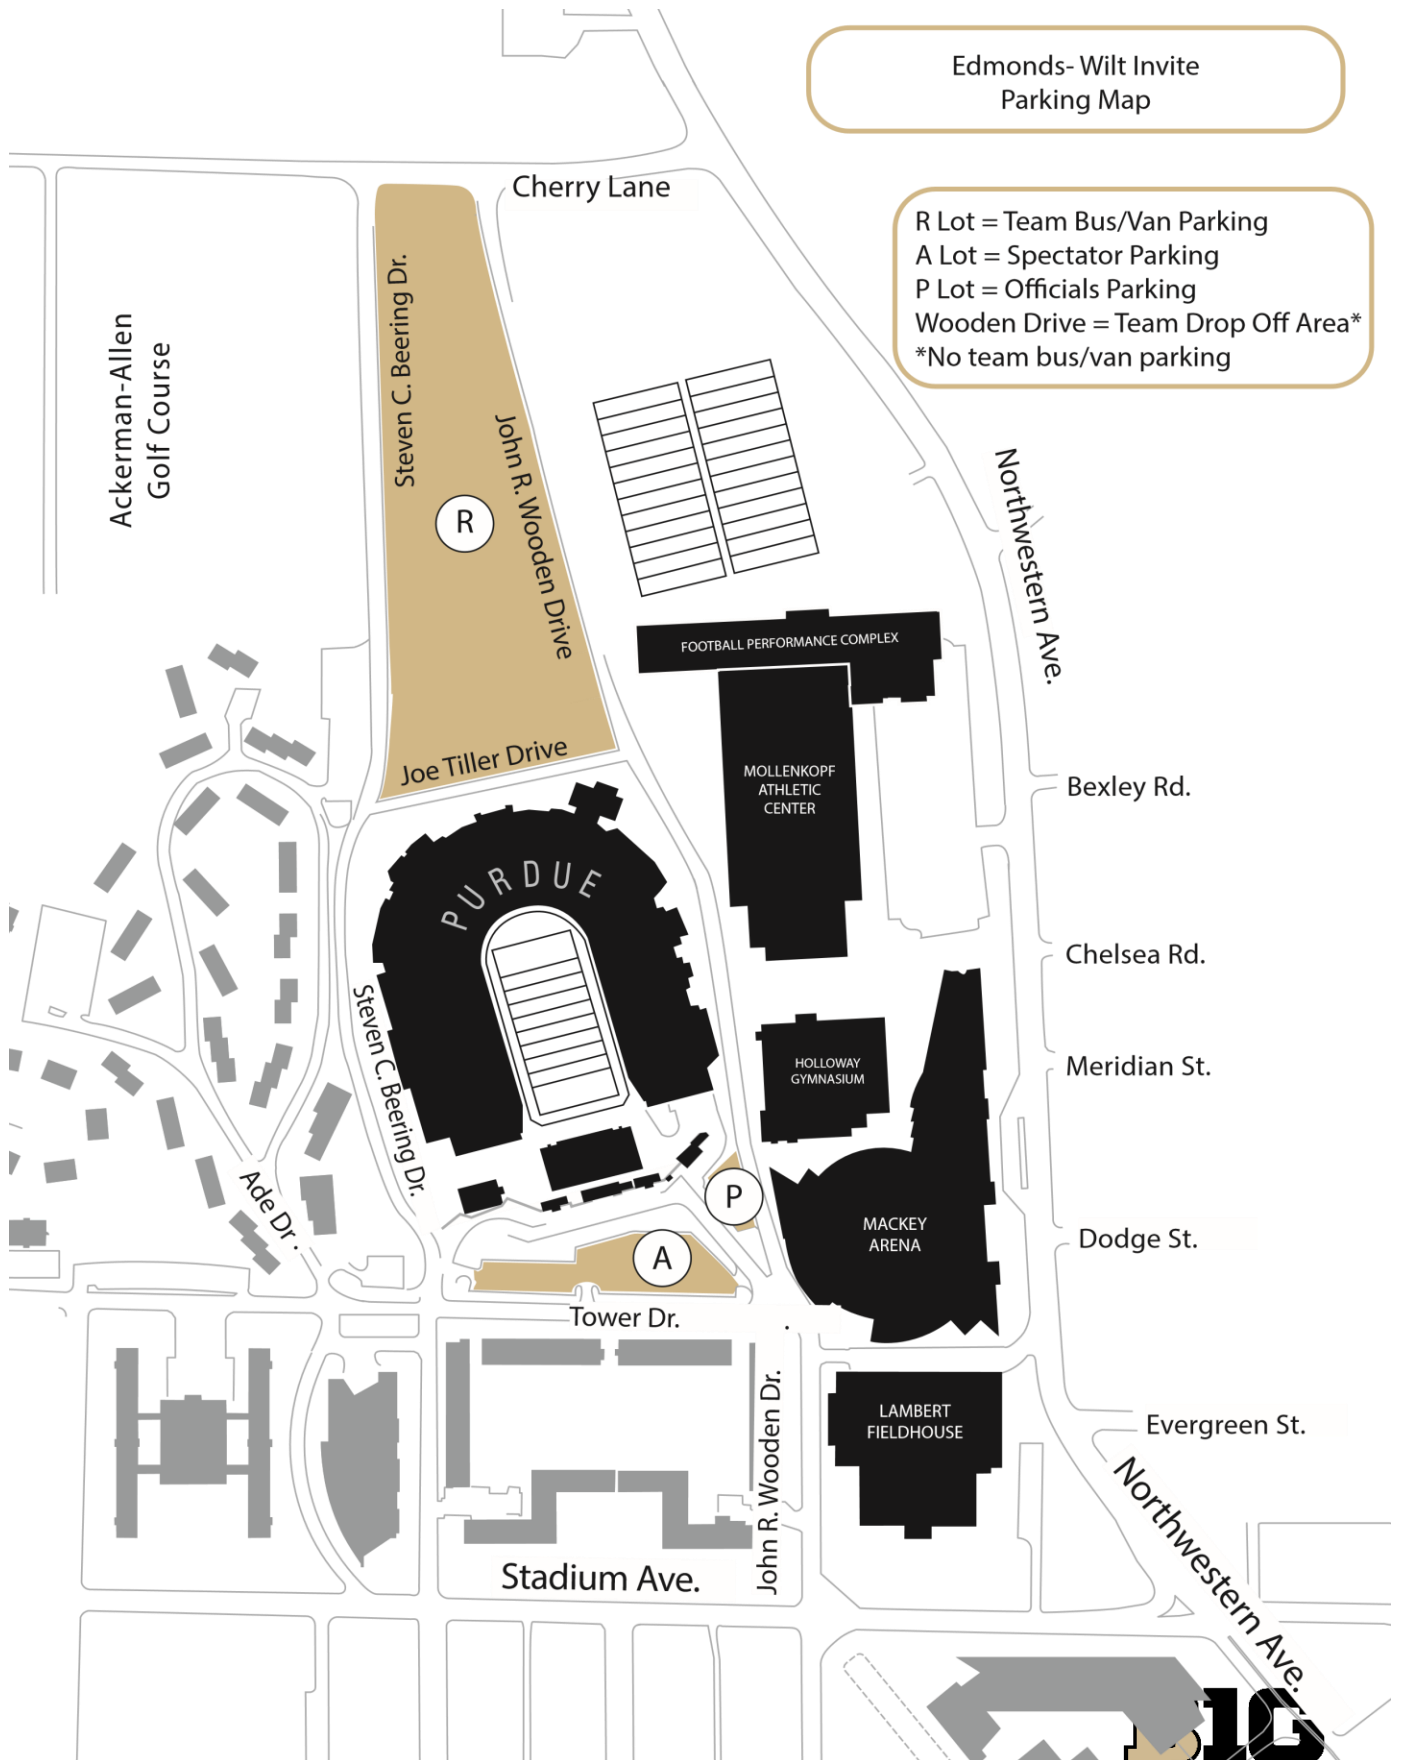 Edmonds- Wilt Invite
Parking Map
Cherry Lane
R Lot = Team Bus/Van Parking
A Lot = Spectator Parking
P Lot = Officials Parking
Wooden Drive = Team Drop Off Area*
*No team bus/van parking
Ackerman-Allen
Golf Course
Steven C. Beering Dr.
John R. Wooden Drive
R
Northwestern Ave.
FOOTBALL PERFORMANCE COMPLEX
Joe Tiller Drive
MOLLENKOPF
ATHLETIC
CENTER
Bexley Rd.
PURDUE
Chelsea Rd.
Steven C. Beering Dr.
HOLLOWAY
GYMNASIUM
Meridian St.
Ade Dr .
P
MACKEY
ARENA
Dodge St.
A
Tower Dr.
.
John R. Wooden Dr.
LAMBERT
FIELDHOUSE
Evergreen St.
Northwestern Ave.
Stadium Ave.
B1G